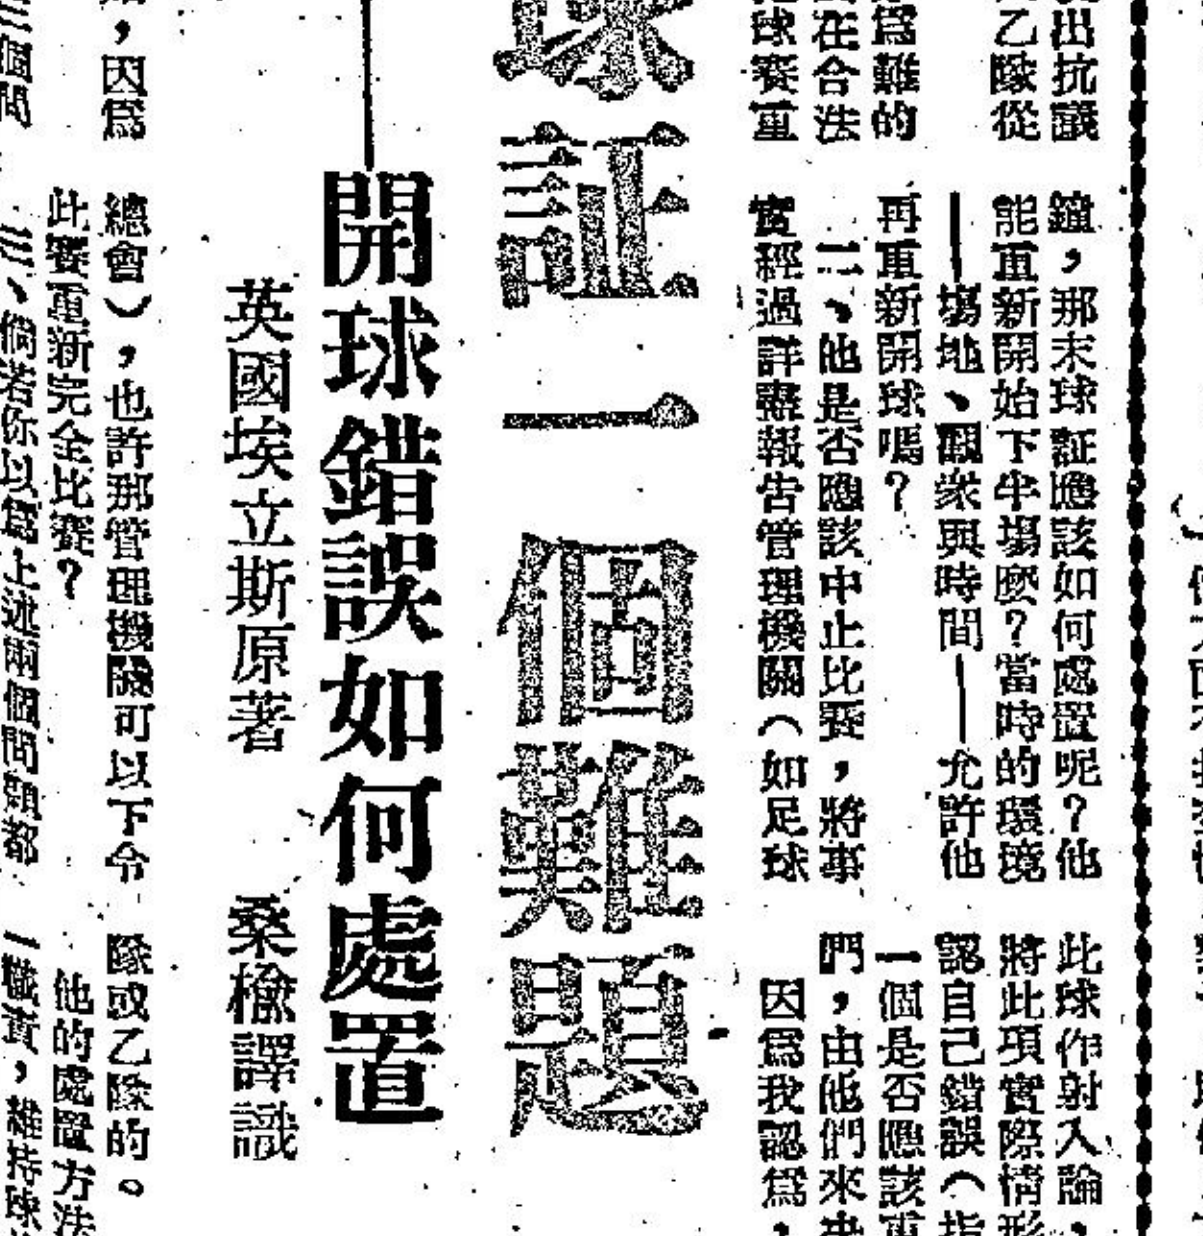 出抗議
乙隊從
爲難的
在合法
球賽重
鐘，那末球証應該如何處置呢？他
能重新開始下半場麼？當時的環境
——場地、觀衆與時間——允許他
再重新開球嗎？
二、他是否應該中止比賽，將事
實經過詳盡報告管理機關（如足球
此球作射入論，
將此項實際情形
認自己錯誤（指
一個是否應該重
門，由他們來決
因爲我認爲，
球証一個難題
——開球錯誤如何處置
英國埃立斯原著　桑榆譯識
，因爲
三個問
總會），也許那管理機關可以下令
此賽重新完全比賽？
三、倘若你以爲上述兩個問題都
隊或乙隊的。
他的處置方法
一職責，維持球